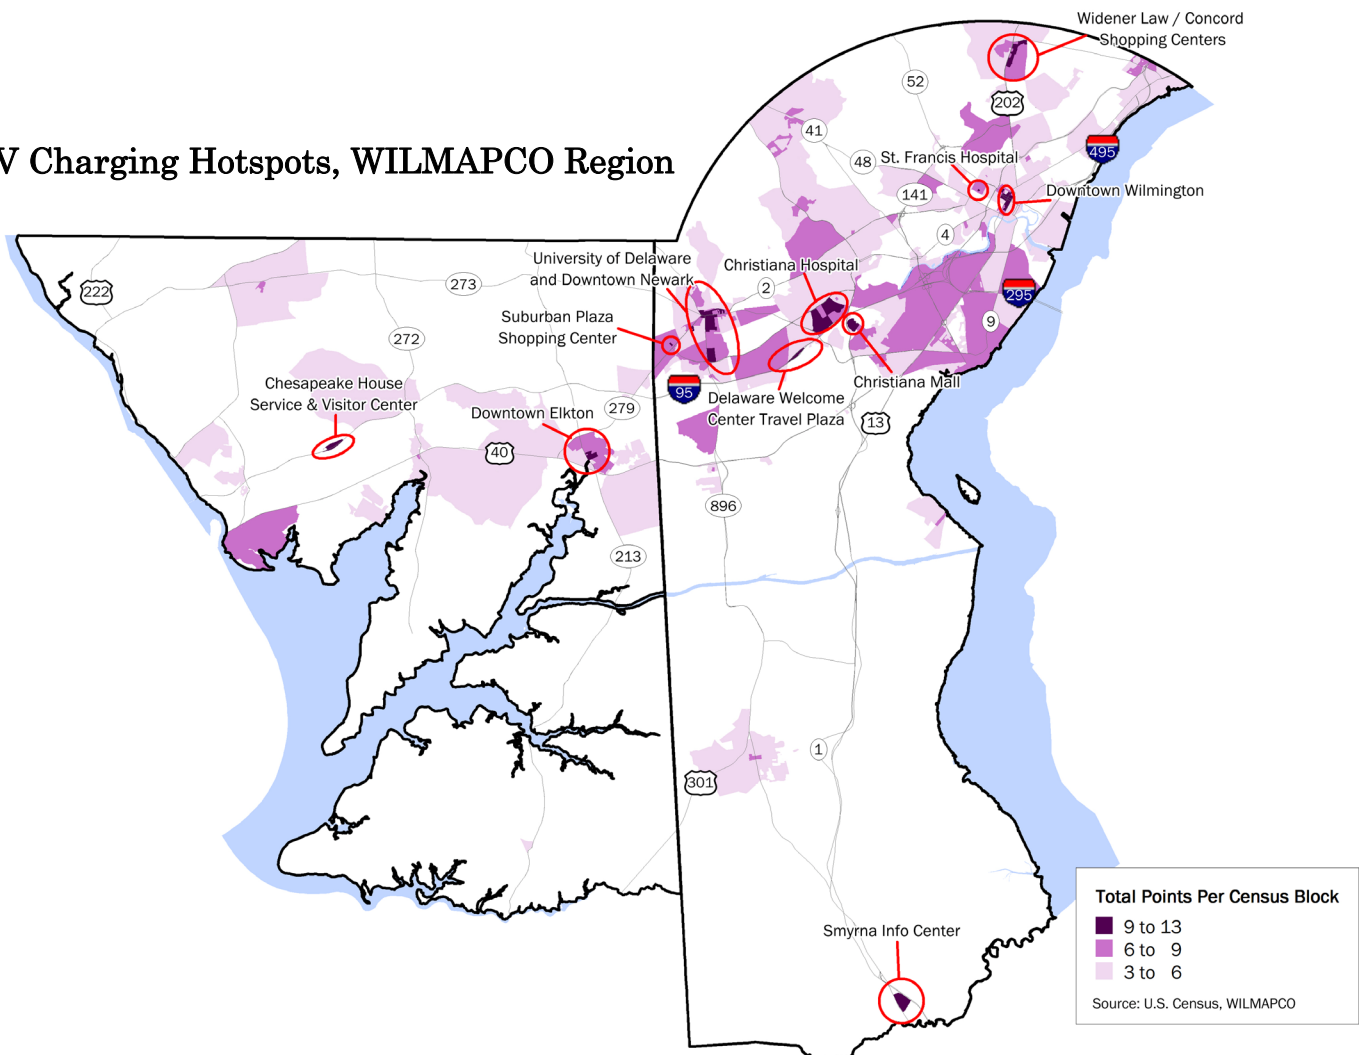 Widener Law / Concord
Shopping Centers
52
202
41
V Charging Hotspots, WILMAPCO Region
48
St. Francis Hospital
495
141
Downtown Wilmington
4
University of Delaware
and Downtown Newark
Christiana Hospital
222
273
2
295
Suburban Plaza
Shopping Center
9
272
Chesapeake House
Service & Visitor Center
Christiana Mall
95
Delaware Welcome
Center Travel Plaza
279
Downtown Elkton
13
40
896
213
1
301
Smyrna Info Center
Total Points Per Census Block
9 to 13
6 to 9
3 to 6
Source: U.S. Census, WILMAPCO